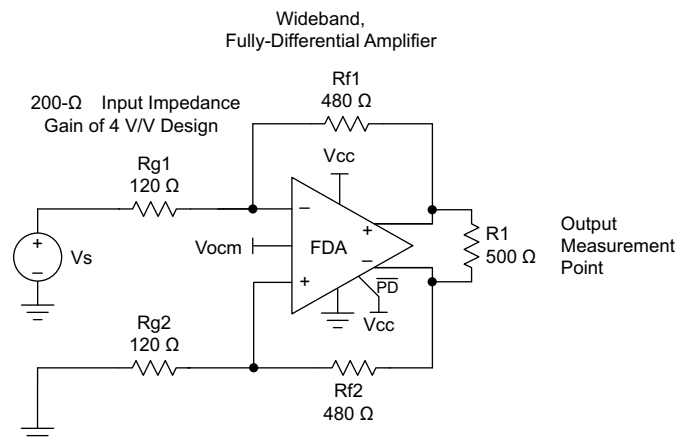 Wideband,
Fully-Differential Amplifier
200-Ω Input Impedance
Gain of 4 V/V Design
Rf1
480 Ω
Rg1
120 Ω
Vcc
−
+
Vocm
FDA
+
−
+
−
Vs
R1
500 Ω
Output
Measurement
Point
PD
Vcc
Rg2
120 Ω
Rf2
480 Ω